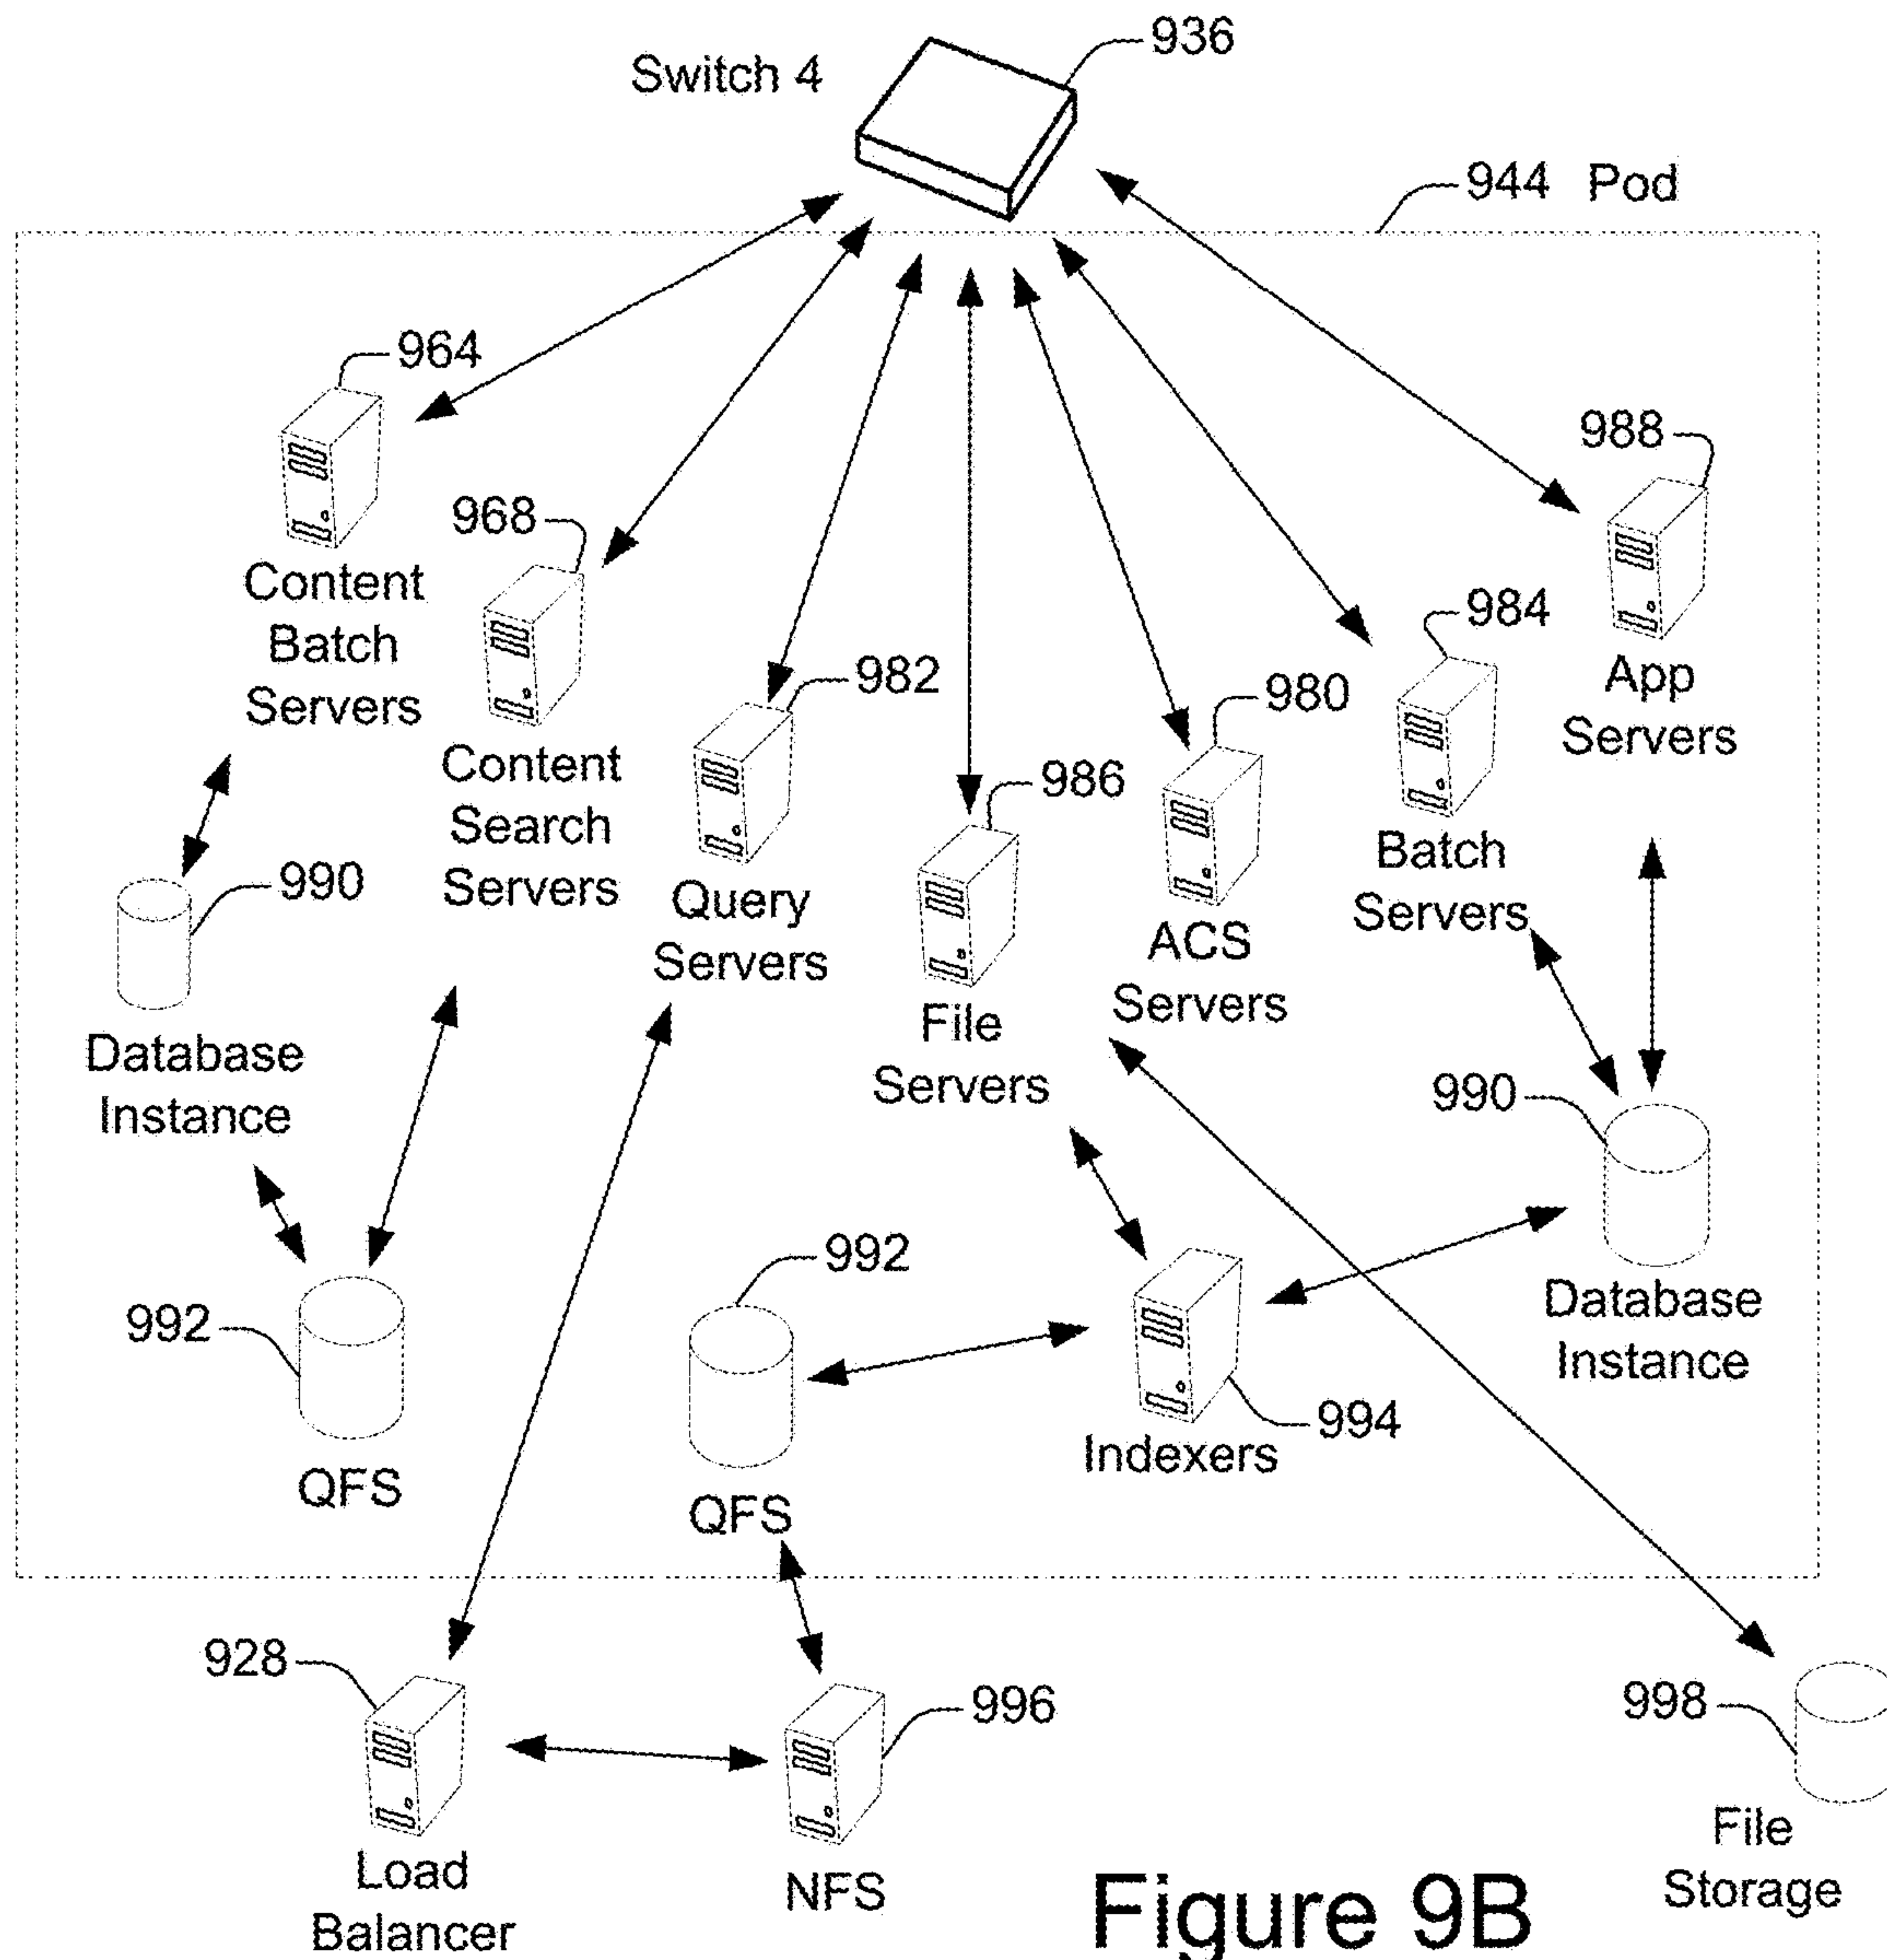 936
Switch 4
944 Pod
964
988
968
Content
Batch
Servers
984
982
980
App
Servers
Content
Search
Servers
986
Batch
Servers
990
Query
Servers
ACS
Servers
File
Servers
Database
Instance
990
992
992
Database
Instance
994
Indexers
QFS
QFS
928
996
998
File
Storage
Load
Balancer
NFS
Figure 9B